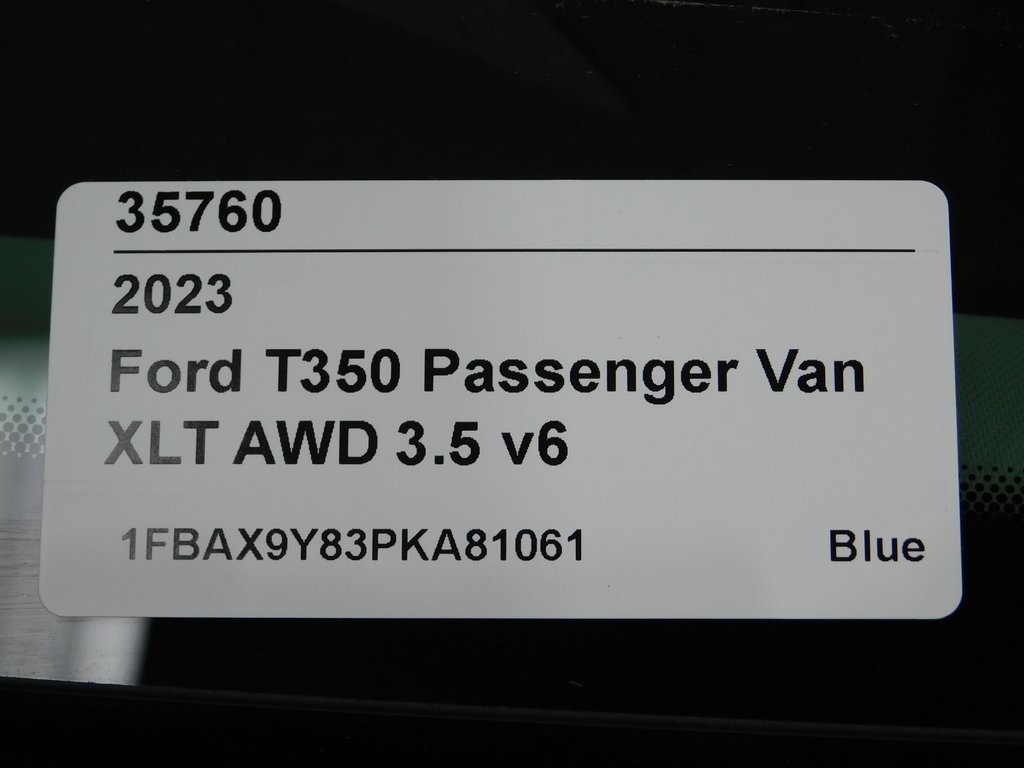 35760
2023
Ford T350 Passenger Van
XLT AWD 3.5 v6
1FBAX9Y83PKA81061 Blue